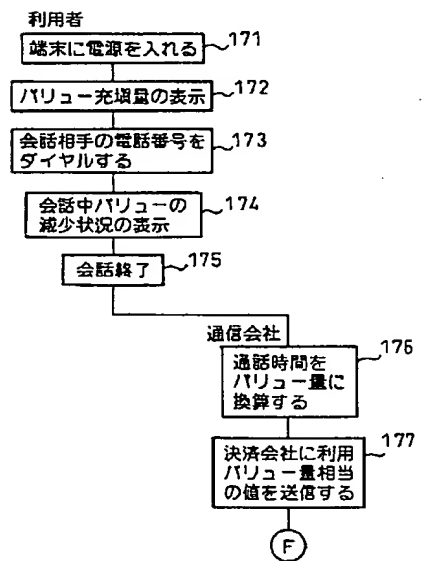 利用者
端末に電源を入れる
171
バリュー充塡量の表示
172
会話相手の電話番号を
ダイヤルする
173
会話中バリューの
減少状況の表示
174
会話終了
175
通信会社
通話時間を
バリュー量に
換算する
176
決済会社に利用
バリュー量相当
の値を送信する
177
F